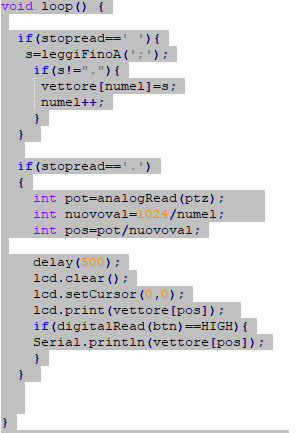 void loop() {
if(stopread==' '){
s=leggiFinoA(';');
if(s!="."){
vettore[numel]=s;
numel++;
}
}
if(stopread=='.')
{
int pot=analogRead(ptz);
int nuovoval=1024/numel;
int pos=pot/nuovoval;
delay(500);
lcd.clear();
lcd.setCursor(0,0);
lcd.print(vettore[pos]);
if(digitalRead(btn)==HIGH){
Serial.println(vettore[pos]);
}
}
}